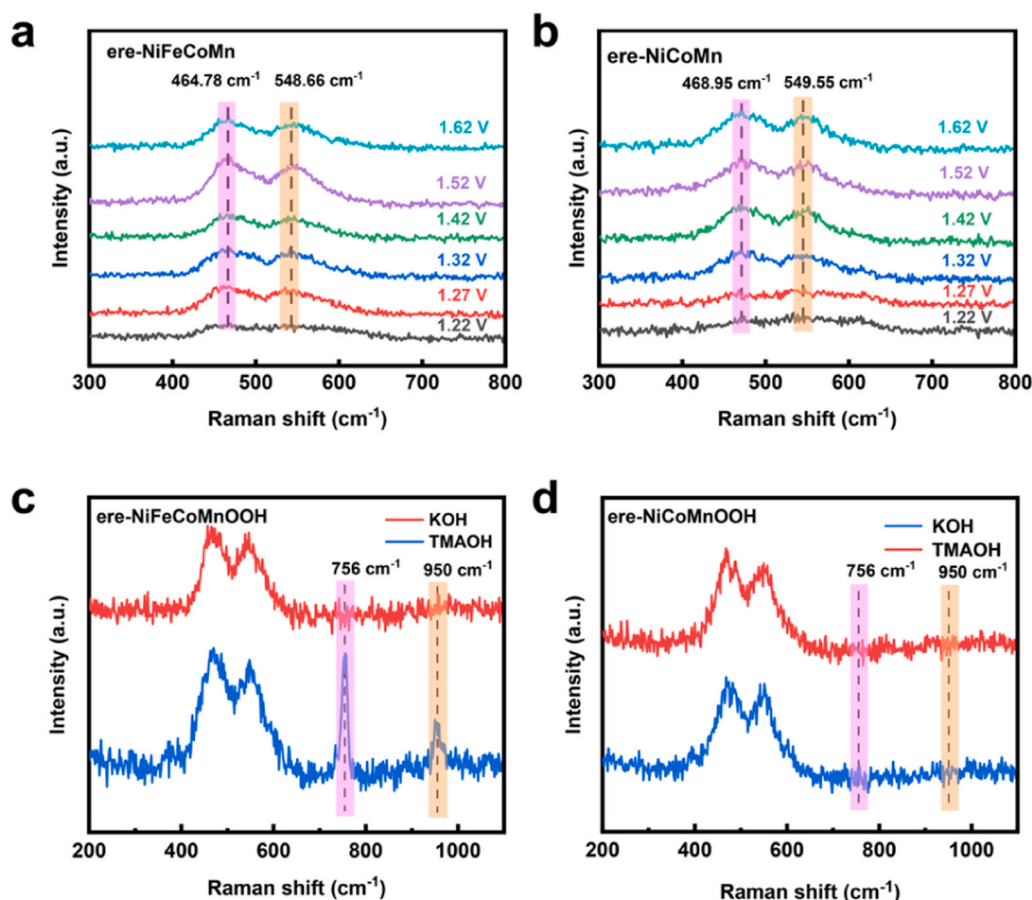 a
ere-NiFeCoMn
464.78 cm⁻¹ 548.66 cm⁻¹
1.62 V
1.52 V
1.42 V
1.32 V
1.27 V
1.22 V
Intensity (a.u.)
300 400 500 600 700 800
Raman shift (cm⁻¹)
b
ere-NiCoMn
468.95 cm⁻¹ 549.55 cm⁻¹
1.62 V
1.52 V
1.42 V
1.32 V
1.27 V
1.22 V
Intensity (a.u.)
300 400 500 600 700 800
Raman shift (cm⁻¹)
c
ere-NiFeCoMnOOH
KOH
TMAOH
756 cm⁻¹ 950 cm⁻¹
Intensity (a.u.)
200 400 600 800 1000
Raman shift (cm⁻¹)
d
ere-NiCoMnOOH
KOH
TMAOH
756 cm⁻¹ 950 cm⁻¹
Intensity (a.u.)
200 400 600 800 1000
Raman shift (cm⁻¹)